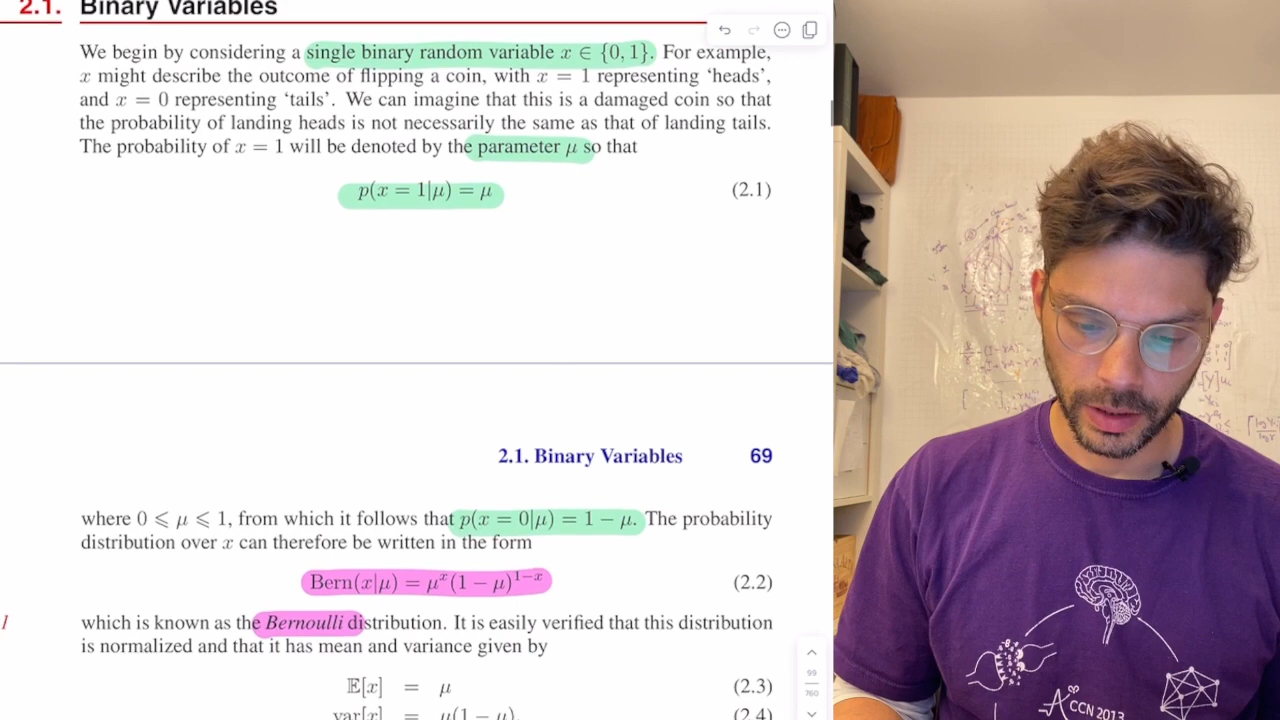 2.1. Binary Variables
We begin by considering a single binary random variable x ∈ {0, 1}. For example,
x might describe the outcome of flipping a coin, with x = 1 representing ‘heads’,
and x = 0 representing ‘tails’. We can imagine that this is a damaged coin so that
the probability of landing heads is not necessarily the same as that of landing tails.
The probability of x = 1 will be denoted by the parameter μ so that
p(x = 1|μ) = μ (2.1)
2.1. Binary Variables 69
where 0 ⩽ μ ⩽ 1, from which it follows that p(x = 0|μ) = 1 − μ. The probability
distribution over x can therefore be written in the form
Bern(x|μ) = μ^x (1 − μ)^{1−x} (2.2)
which is known as the Bernoulli distribution. It is easily verified that this distribution
is normalized and that it has mean and variance given by
𝔼[x] = μ (2.3)
var[x] = μ(1 − μ). (2.4)
99
760
CCN 2013